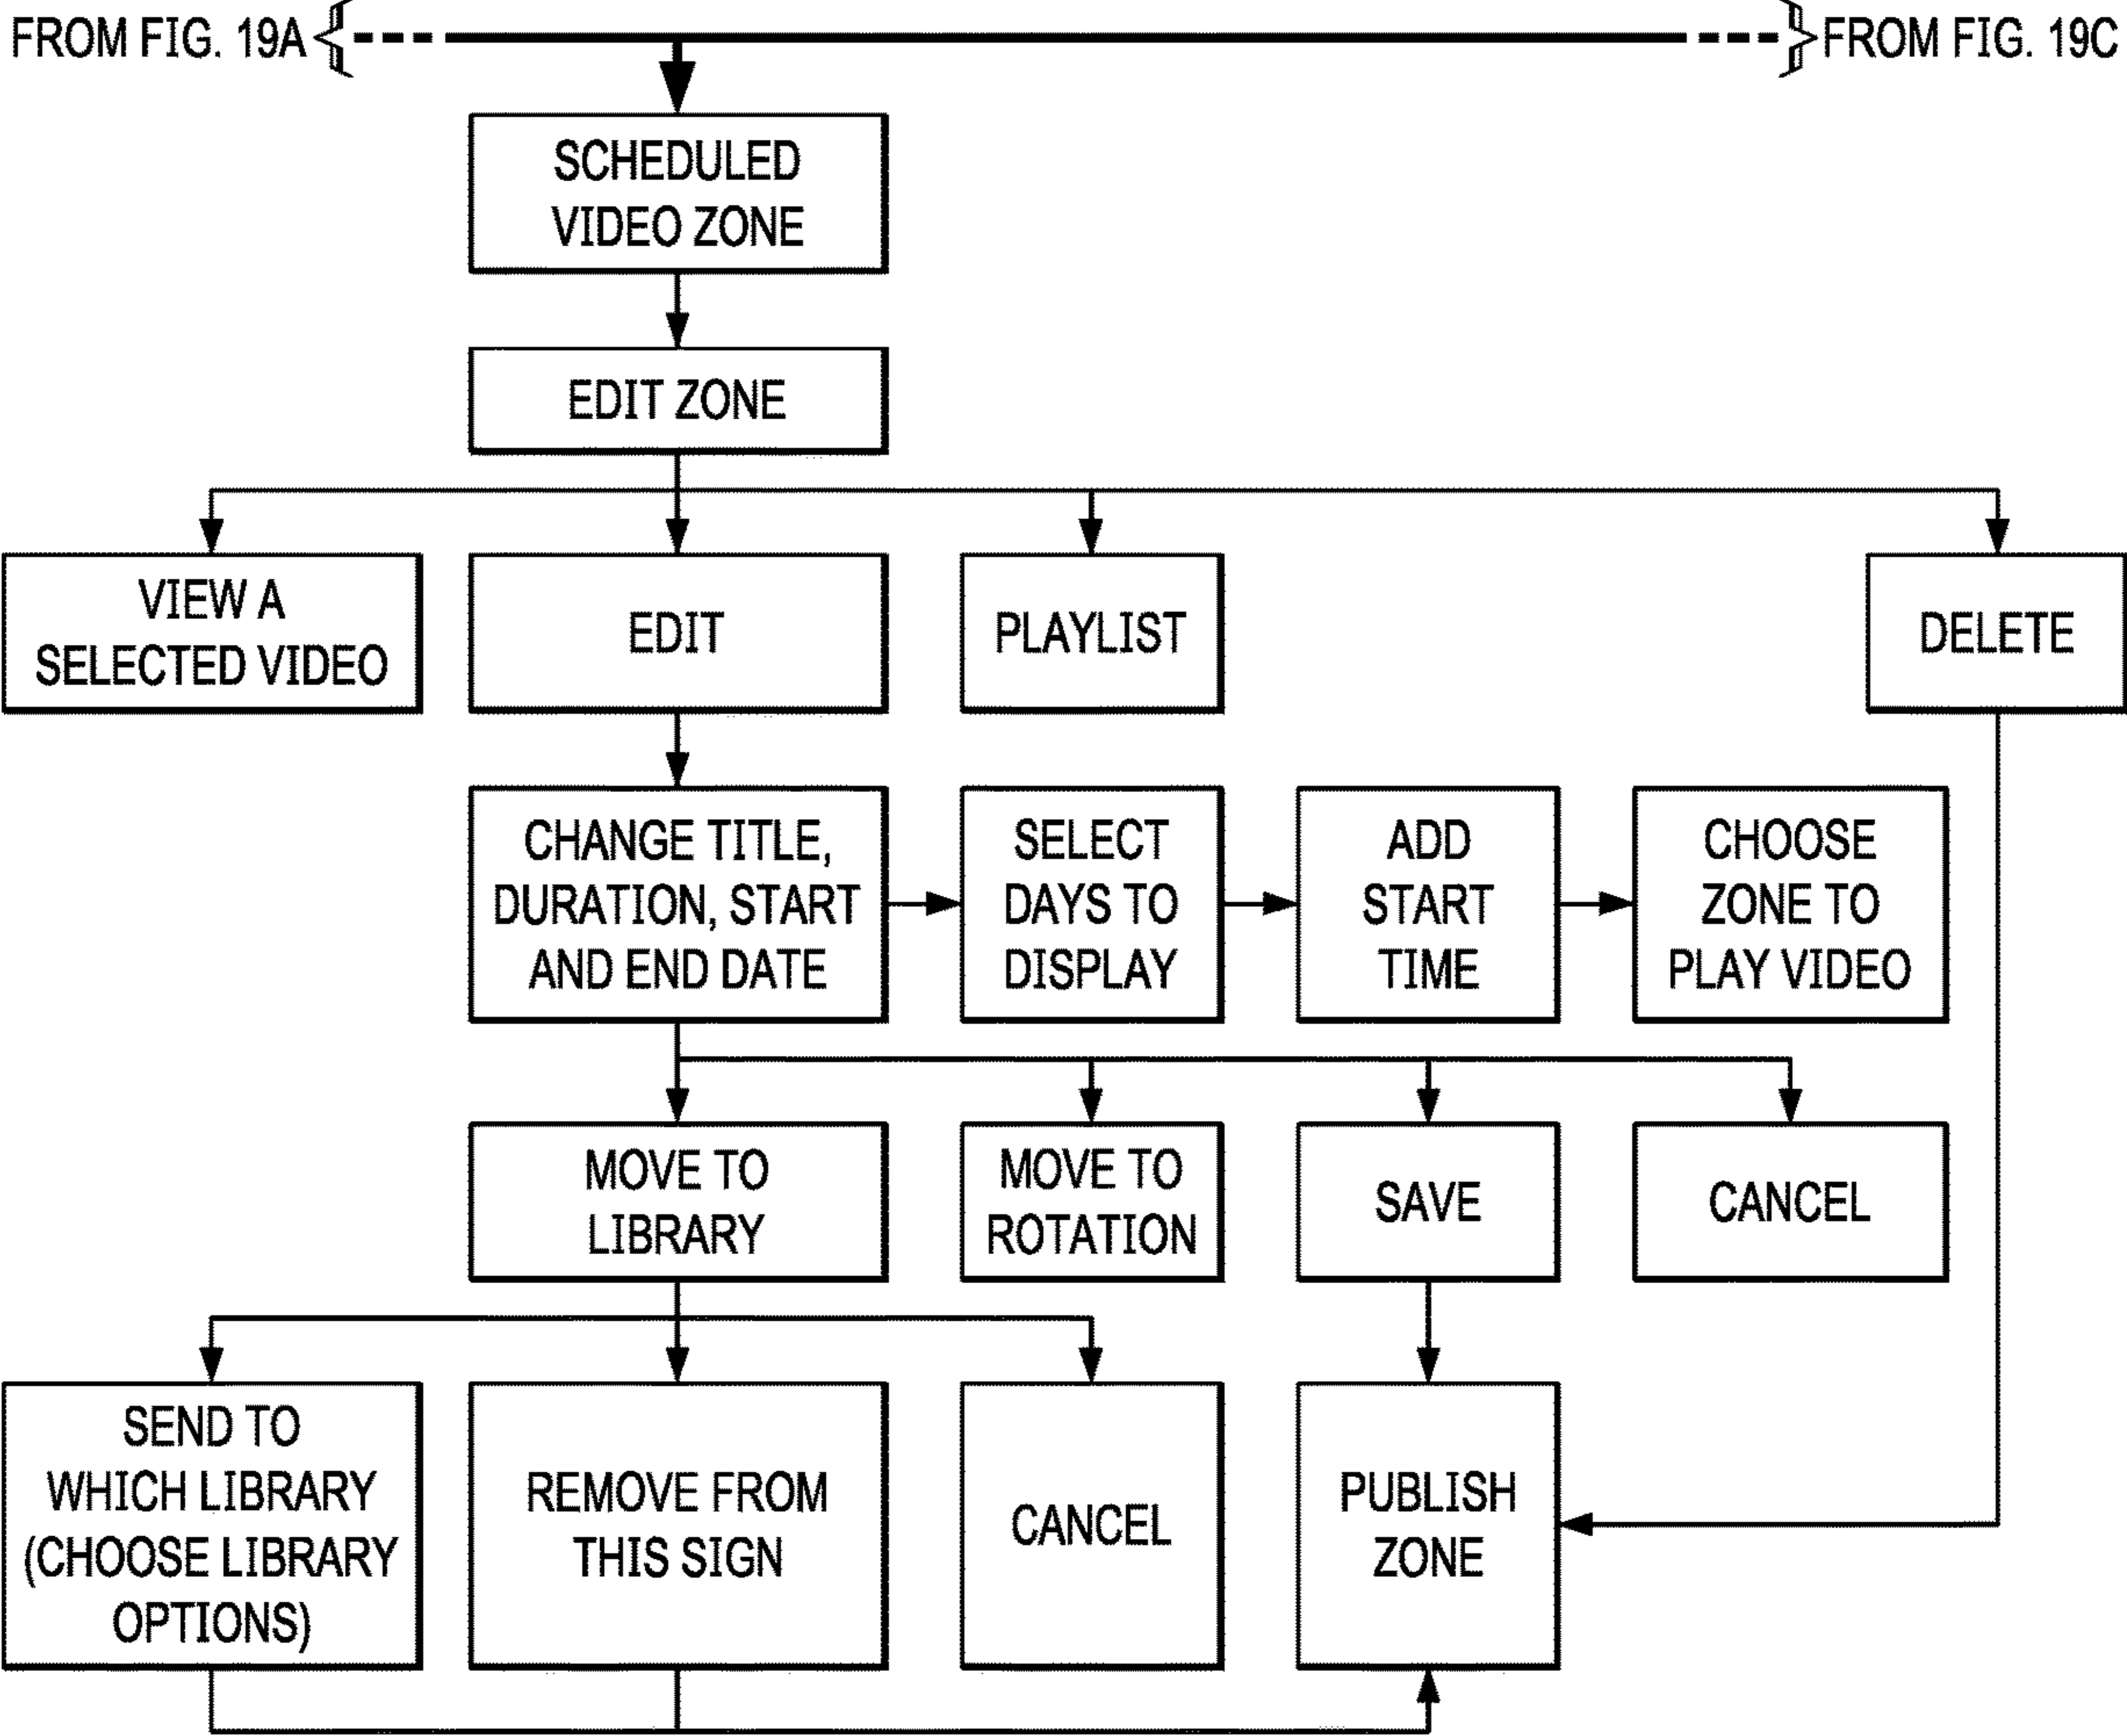 FROM FIG. 19A
FROM FIG. 19C
SCHEDULED
VIDEO ZONE
EDIT ZONE
VIEW A
SELECTED VIDEO
EDIT
PLAYLIST
DELETE
CHANGE TITLE,
DURATION, START
AND END DATE
SELECT
DAYS TO
DISPLAY
ADD
START
TIME
CHOOSE
ZONE TO
PLAY VIDEO
MOVE TO
LIBRARY
MOVE TO
ROTATION
SAVE
CANCEL
SEND TO
WHICH LIBRARY
(CHOOSE LIBRARY
OPTIONS)
REMOVE FROM
THIS SIGN
CANCEL
PUBLISH
ZONE